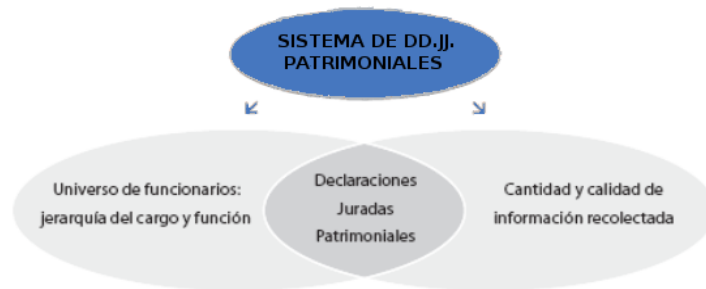 SISTEMA DE DD.JJ.
PATRIMONIALES
Universo de funcionarios:
jerarquía del cargo y función
Declaraciones
Juradas
Patrimoniales
Cantidad y calidad de
información recolectada